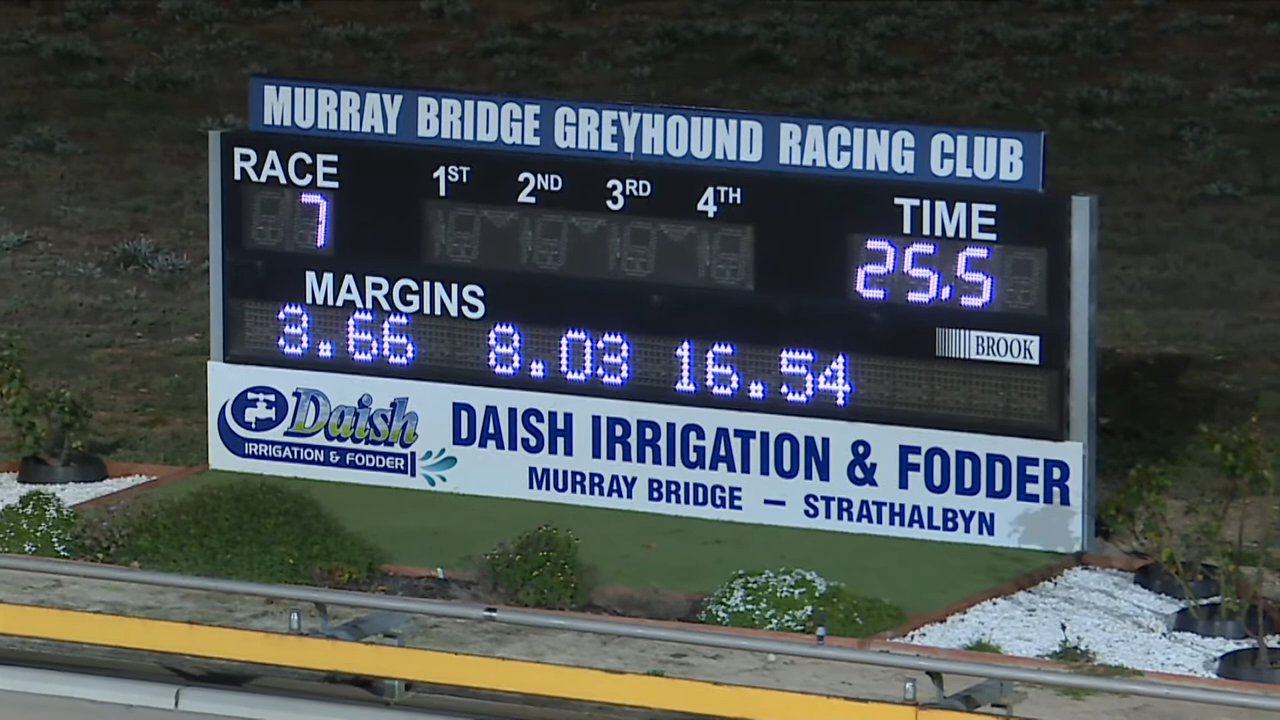 MURRAY BRIDGE GREYHOUND RACING CLUB
RACE 1ST 2ND 3RD 4TH TIME
7 25.5
MARGINS
3.66 8.03 16.54
BROOK
Daish
IRRIGATION & FODDER
DAISH IRRIGATION & FODDER
MURRAY BRIDGE — STRATHALBYN